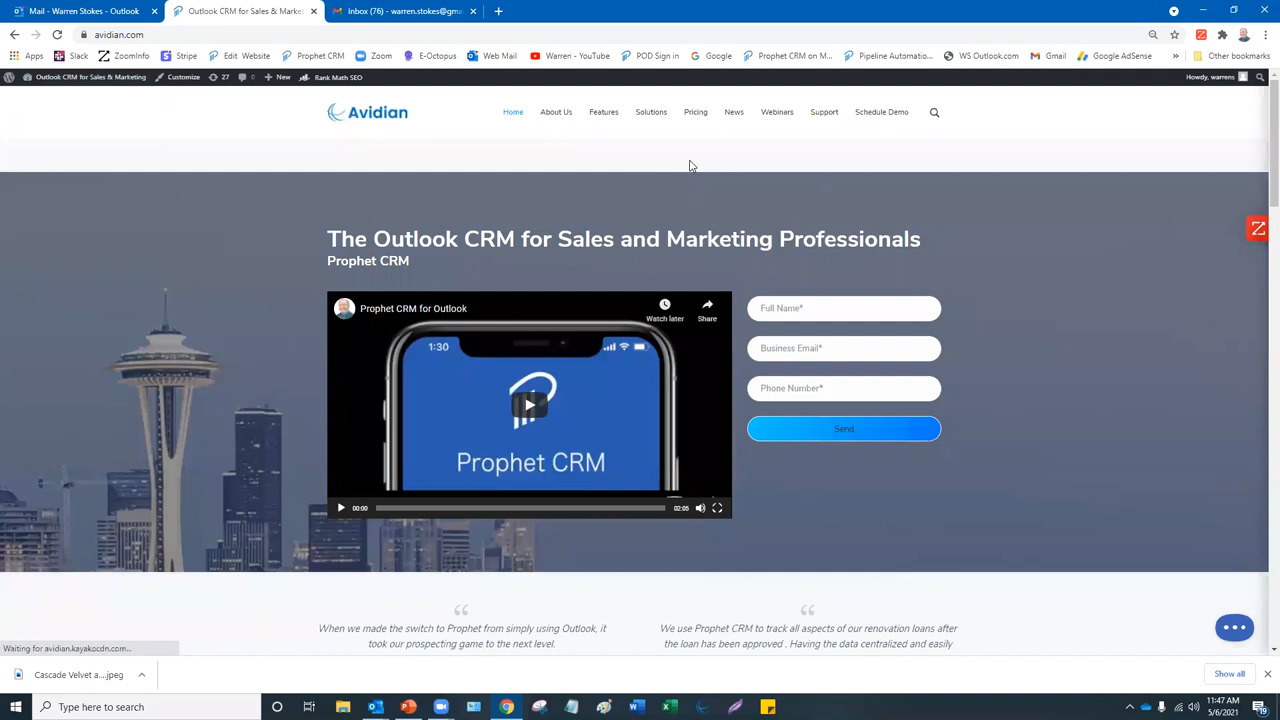 Mail - Warren Stokes - Outlook
Outlook CRM for Sales & Market
Inbox (76) - warren.stokes@gma
avidian.com
Apps
Slack
ZoomInfo
Stripe
Edit Website
Prophet CRM
Zoom
E-Octopus
Web Mail
Warren - YouTube
POD Sign in
Google
Prophet CRM on M...
Pipeline Automatio...
WS Outlook.com
Gmail
Google AdSense
»
Other bookmarks
Outlook CRM for Sales & Marketing
Customize
27
0
New
Rank Math SEO
Howdy, warrens
Avidian
Home
About Us
Features
Solutions
Pricing
News
Webinars
Support
Schedule Demo
The Outlook CRM for Sales and Marketing Professionals
Prophet CRM
Prophet CRM for Outlook
Watch later
Share
1:30
Prophet CRM
00:00
02:05
Full Name*
Business Email*
Phone Number*
Send
When we made the switch to Prophet from simply using Outlook, it
took our prospecting game to the next level.
We use Prophet CRM to track all aspects of our renovation loans after
the loan has been approved . Having the data centralized and easily
Waiting for avidian.kayakocdn.com...
Cascade Velvet a....jpeg
Show all
Type here to search
11:47 AM
5/6/2021
19